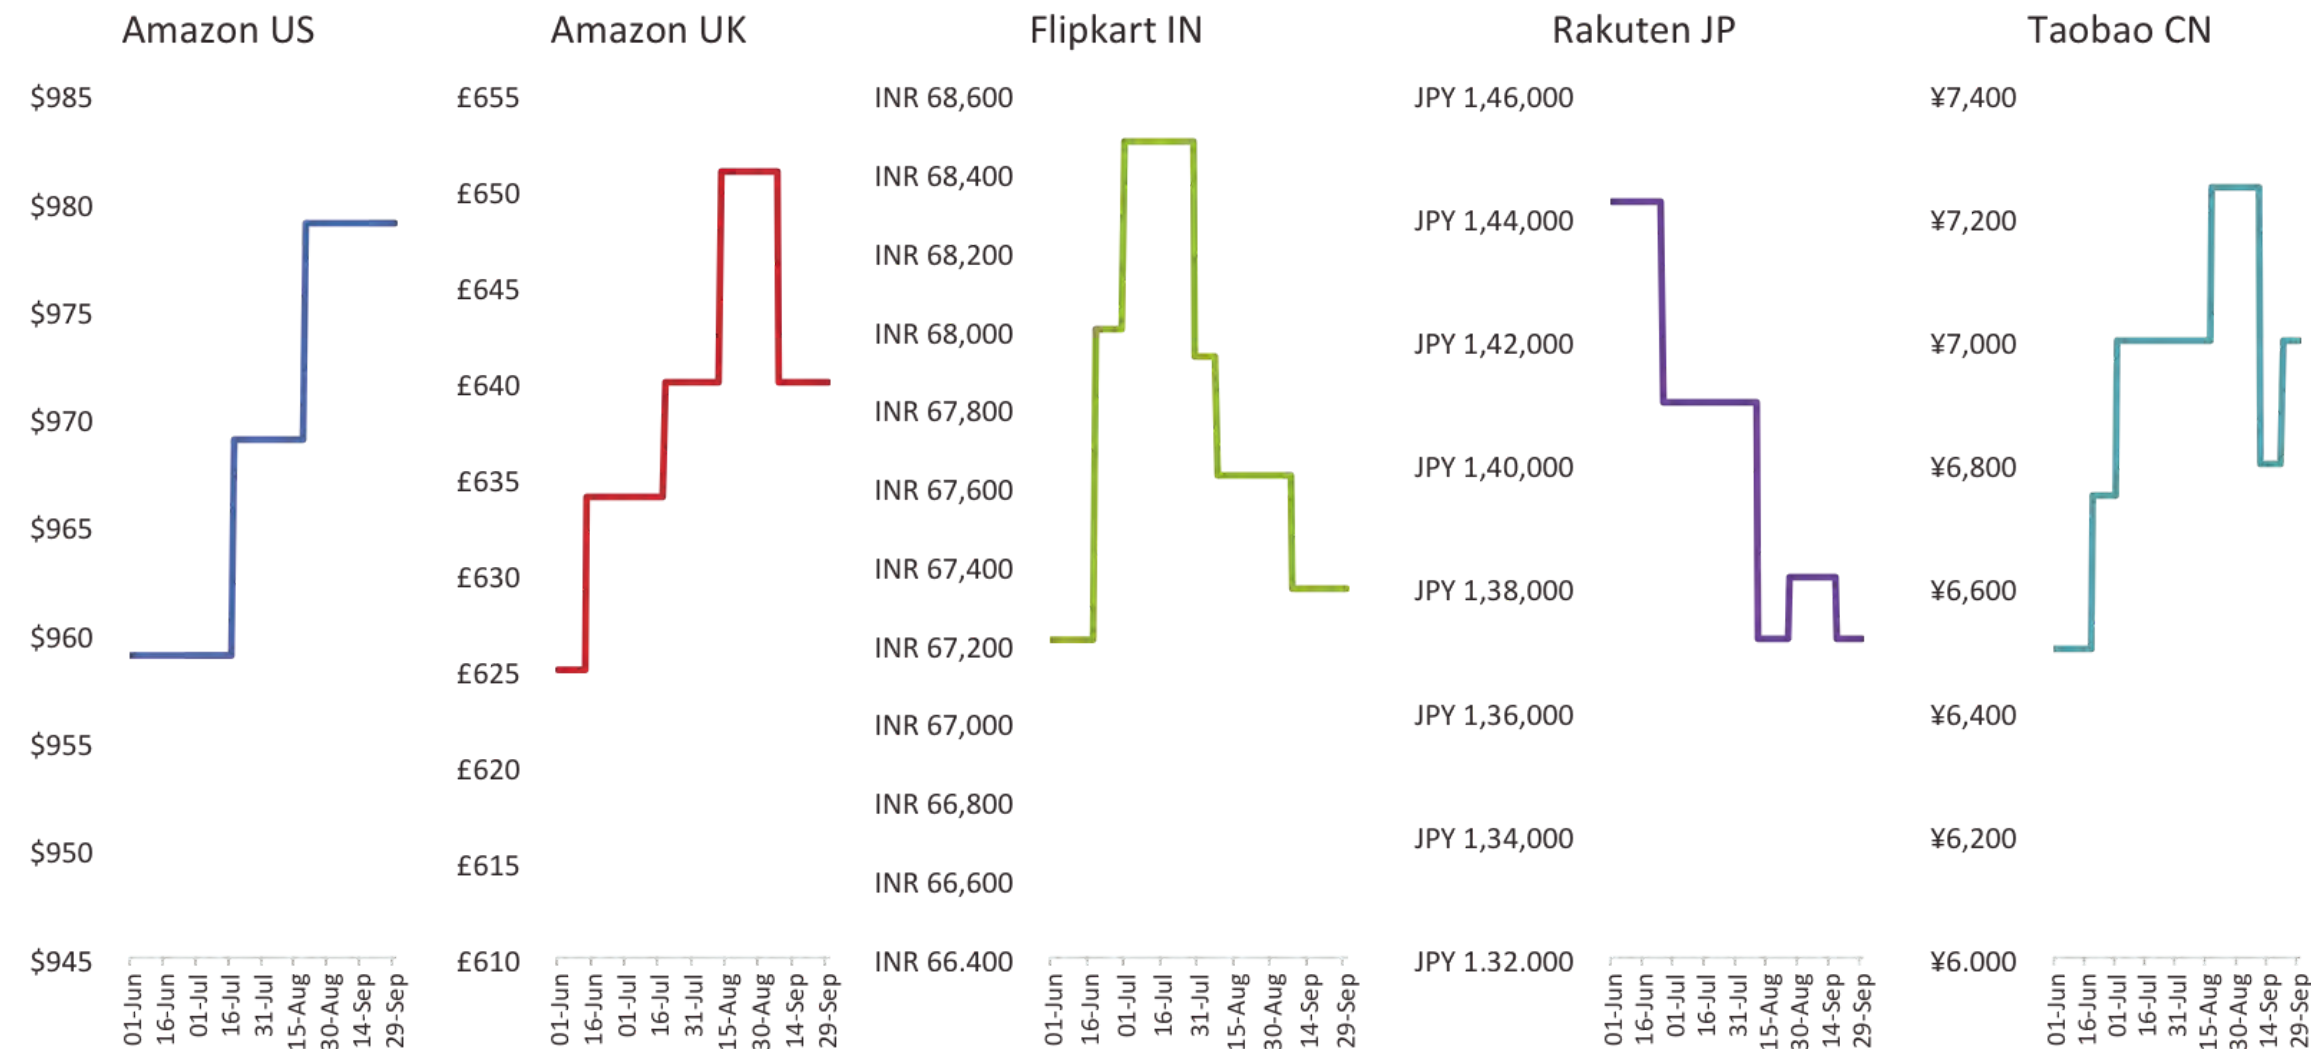 Amazon US
$985
$980
$975
$970
$965
$960
$955
$950
$945
01-Jun
16-Jun
01-Jul
16-Jul
31-Jul
15-Aug
30-Aug
14-Sep
29-Sep
Amazon UK
£655
£650
£645
£640
£635
£630
£625
£620
£615
£610
01-Jun
16-Jun
01-Jul
16-Jul
31-Jul
15-Aug
30-Aug
14-Sep
29-Sep
Flipkart IN
INR 68,600
INR 68,400
INR 68,200
INR 68,000
INR 67,800
INR 67,600
INR 67,400
INR 67,200
INR 67,000
INR 66,800
INR 66,600
INR 66.400
01-Jun
16-Jun
01-Jul
16-Jul
31-Jul
15-Aug
30-Aug
14-Sep
29-Sep
Rakuten JP
JPY 1,46,000
JPY 1,44,000
JPY 1,42,000
JPY 1,40,000
JPY 1,38,000
JPY 1,36,000
JPY 1,34,000
JPY 1.32.000
01-Jun
16-Jun
01-Jul
16-Jul
31-Jul
15-Aug
30-Aug
14-Sep
29-Sep
Taobao CN
¥7,400
¥7,200
¥7,000
¥6,800
¥6,600
¥6,400
¥6,200
¥6.000
01-Jun
16-Jun
01-Jul
16-Jul
31-Jul
15-Aug
30-Aug
14-Sep
29-Sep